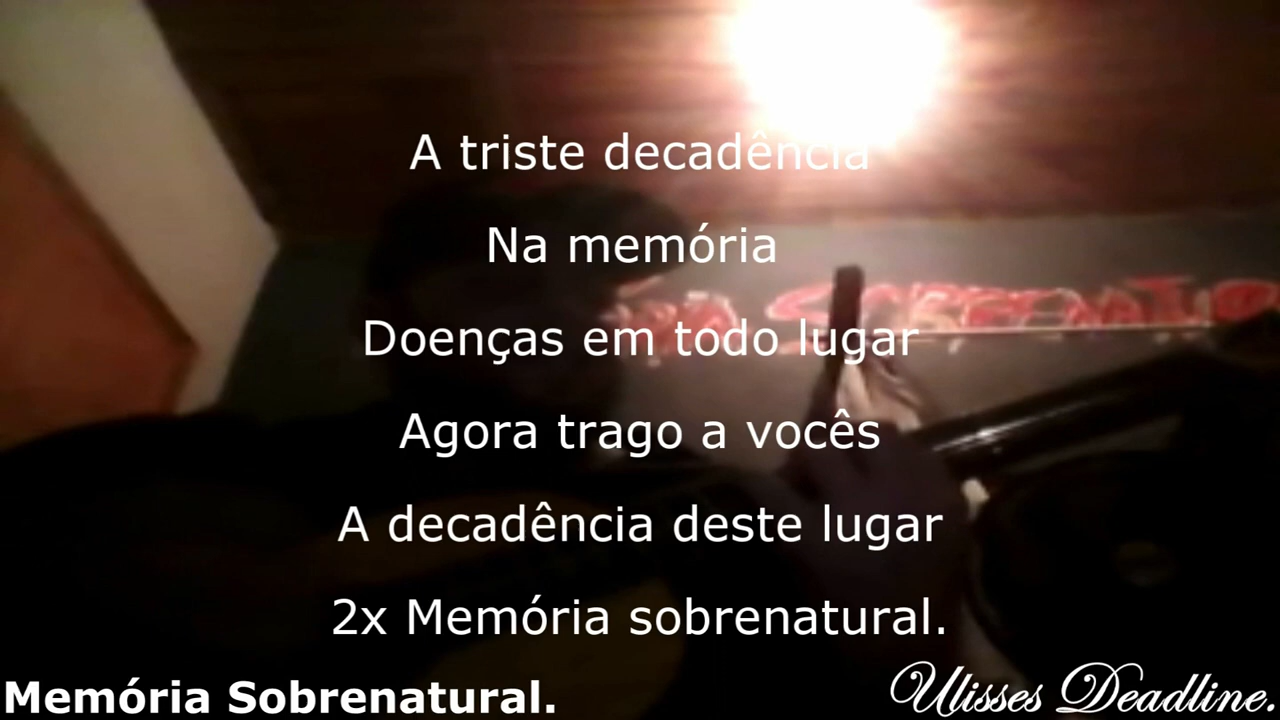 A triste decadência
Na memória
Doenças em todo lugar
Agora trago a vocês
A decadência deste lugar
2x Memória sobrenatural.
Memória Sobrenatural.
Ulisses Deadline.